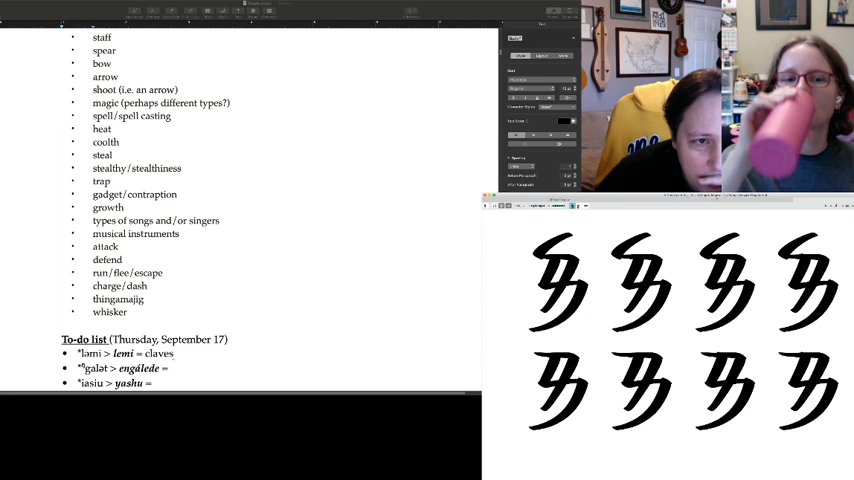 staff
spear
bow
arrow
shoot (i.e. an arrow)
magic (perhaps different types?)
spell/spell casting
heat
coolth
steal
stealthy/stealthiness
trap
gadget/contraption
growth
types of songs and/or singers
musical instruments
attack
defend
run/flee/escape
charge/dash
thingamajig
whisker
To-do list (Thursday, September 17)
*ləmi > lemi = claves
*ᵑgalət > engálede =
*iasiu > yashu =